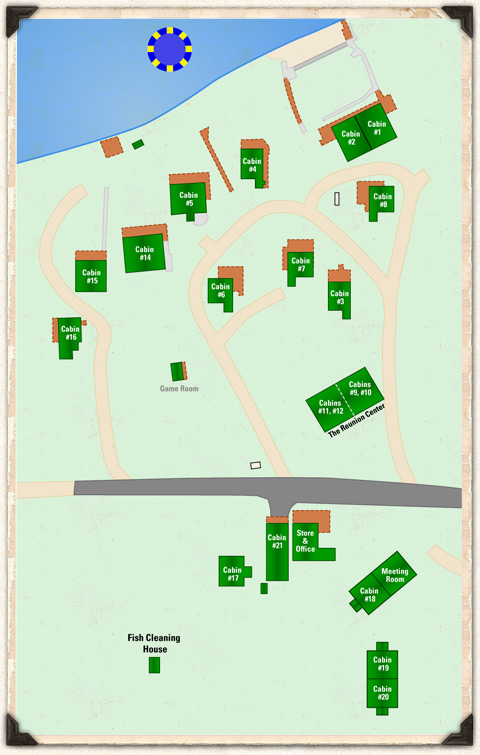 Cabin
#1
Cabin
#2
Cabin
#4
Cabin
#5
Cabin
#8
Cabin
#14
Cabin
#7
Cabin
#15
Cabin
#6
Cabin
#3
Cabin
#16
Game Room
Cabins
#9, #10
Cabins
#11, #12
The Reunion Center
Cabin
#21
Store
&
Office
Cabin
#17
Meeting
Room
Cabin
#18
Fish Cleaning
House
Cabin
#19
Cabin
#20